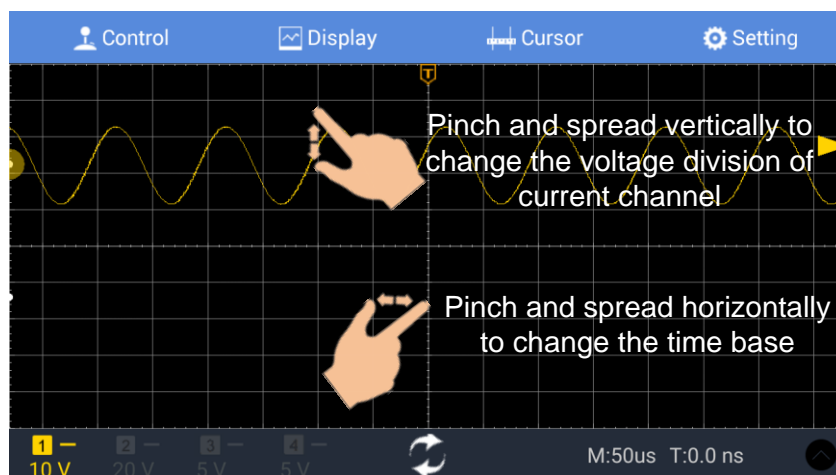 Control Display Cursor Setting
T
Pinch and spread vertically to
change the voltage division of
current channel
Pinch and spread horizontally
to change the time base
1 2 3 4
10 V 20 V 5 V 5 V M:50us T:0.0 ns